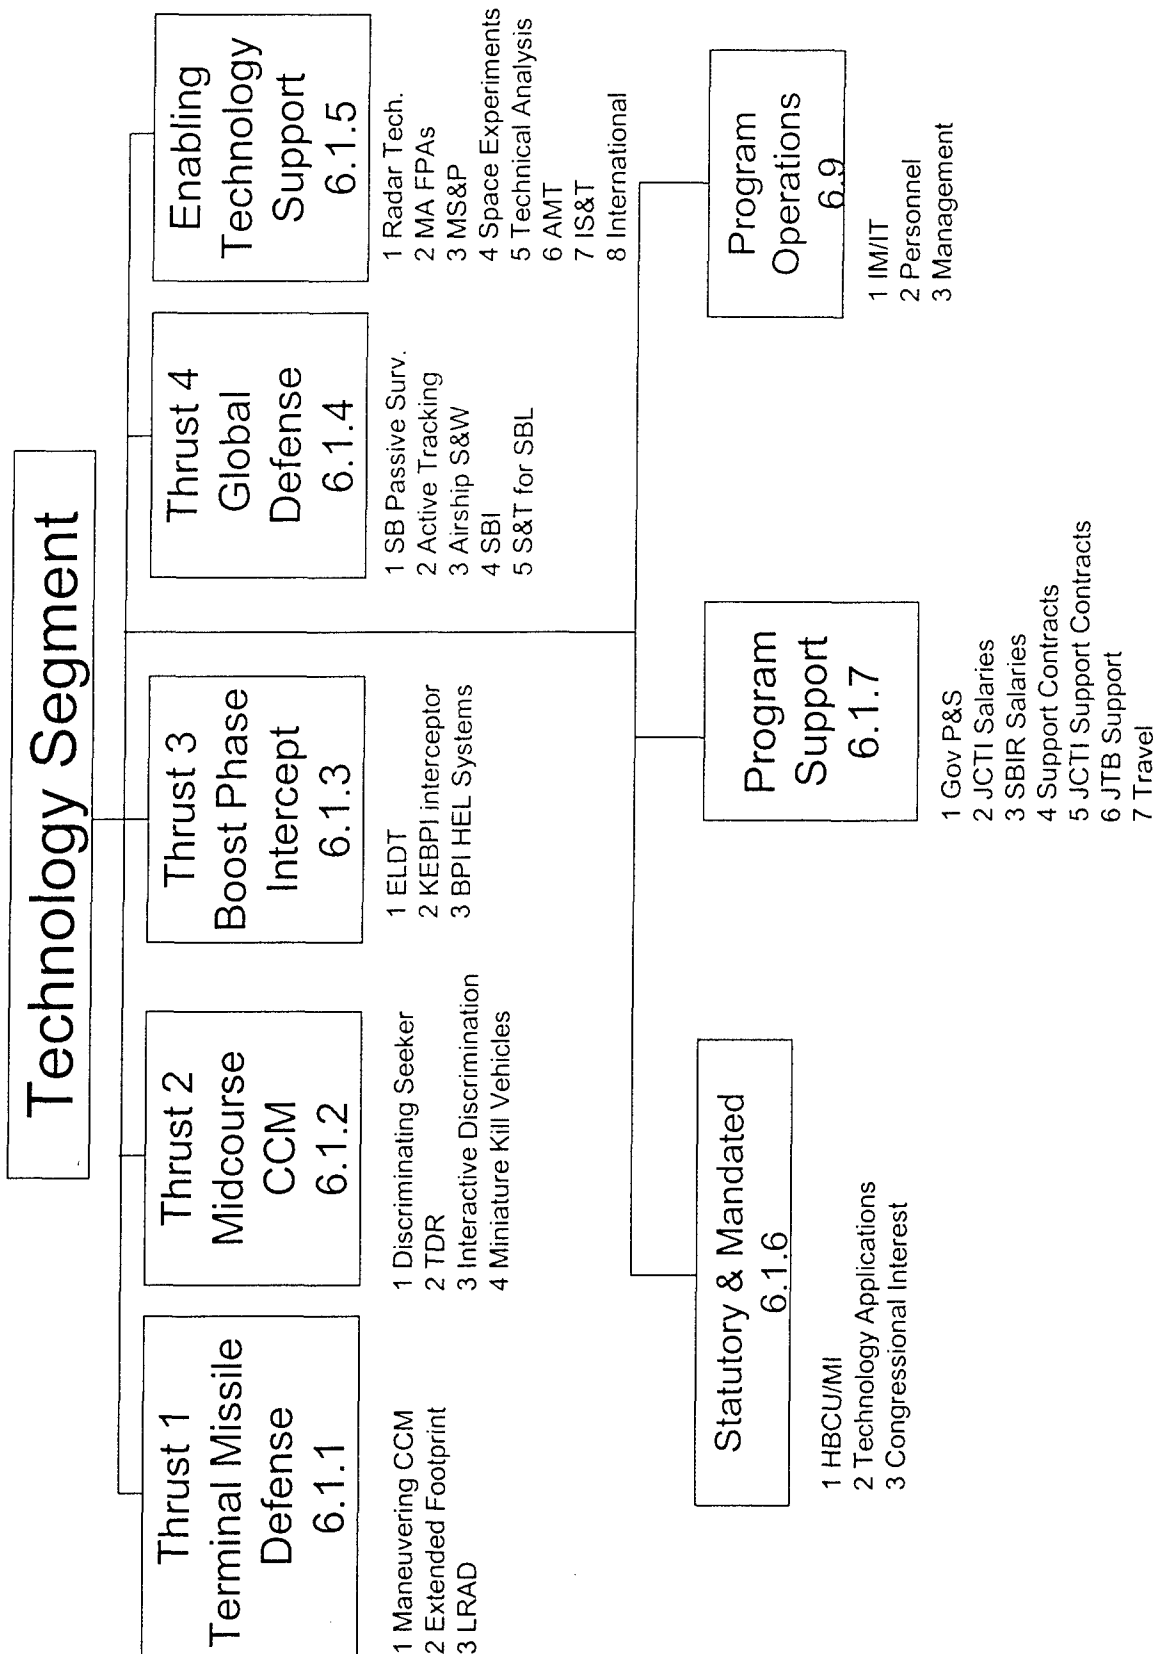 Technology Segment
Thrust 1
Terminal Missile
Defense
6.1.1
1 Maneuvering CCM
2 Extended Footprint
3 LRAD
Thrust 2
Midcourse
CCM
6.1.2
1 Discriminating Seeker
2 TDR
3 Interactive Discrimination
4 Miniature Kill Vehicles
Thrust 3
Boost Phase
Intercept
6.1.3
1 ELDT
2 KEBPI interceptor
3 BPI HEL Systems
Thrust 4
Global
Defense
6.1.4
1 SB Passive Surv.
2 Active Tracking
3 Airship S&W
4 SBI
5 S&T for SBL
Enabling
Technology
Support
6.1.5
1 Radar Tech.
2 MA FPAs
3 MS&P
4 Space Experiments
5 Technical Analysis
6 AMT
7 IS&T
8 International
Statutory & Mandated
6.1.6
1 HBCU/MI
2 Technology Applications
3 Congressional Interest
Program
Support
6.1.7
1 Gov P&S
2 JCTI Salaries
3 SBIR Salaries
4 Support Contracts
5 JCTI Support Contracts
6 JTB Support
7 Travel
Program
Operations
6.9
1 IM/IT
2 Personnel
3 Management